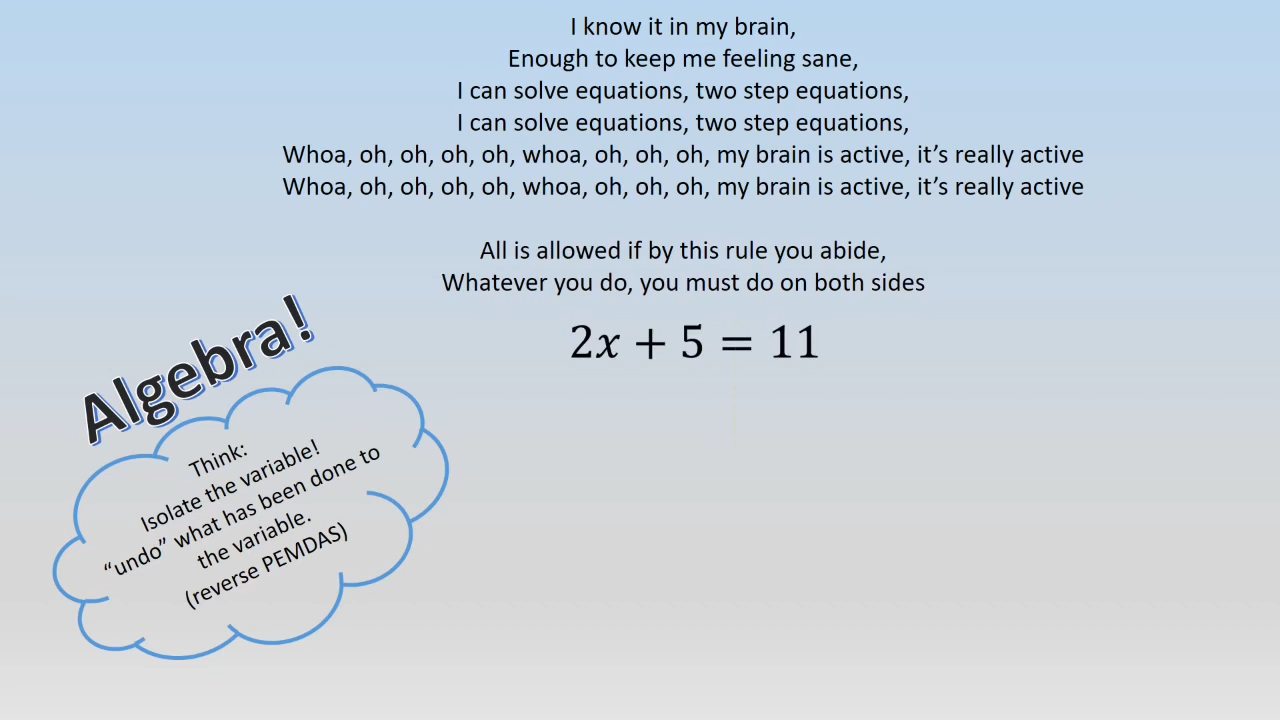 I know it in my brain,
Enough to keep me feeling sane,
I can solve equations, two step equations,
I can solve equations, two step equations,
Whoa, oh, oh, oh, oh, whoa, oh, oh, oh, my brain is active, it’s really active
Whoa, oh, oh, oh, oh, whoa, oh, oh, oh, my brain is active, it’s really active
All is allowed if by this rule you abide,
Whatever you do, you must do on both sides
2x + 5 = 11
Algebra!
Think:
Isolate the variable!
“undo” what has been done to
the variable.
(reverse PEMDAS)